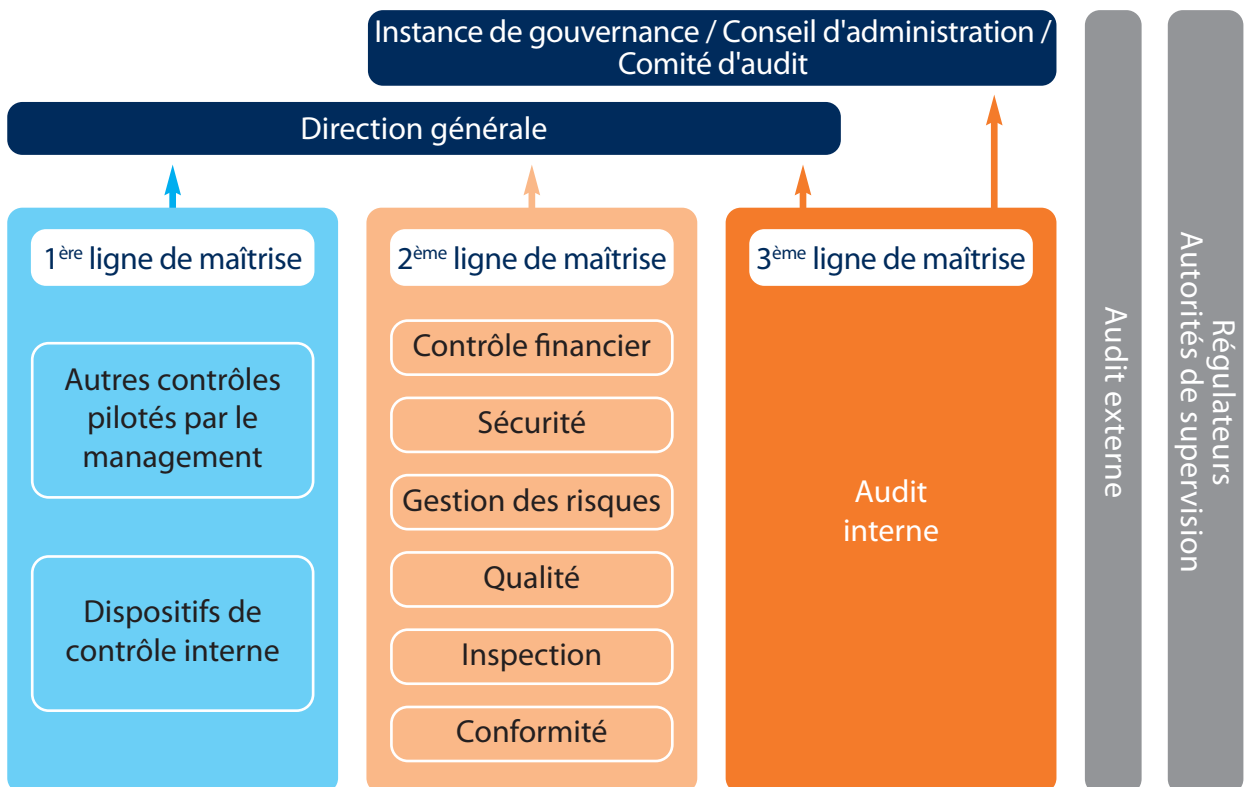 Instance de gouvernance / Conseil d'administration /
Comité d'audit
Direction générale
1ère ligne de maîtrise
Autres contrôles
pilotés par le
management
Dispositifs de
contrôle interne
2ème ligne de maîtrise
Contrôle financier
Sécurité
Gestion des risques
Qualité
Inspection
Conformité
3ème ligne de maîtrise
Audit
interne
Audit externe
Régulateurs
Autorités de supervision